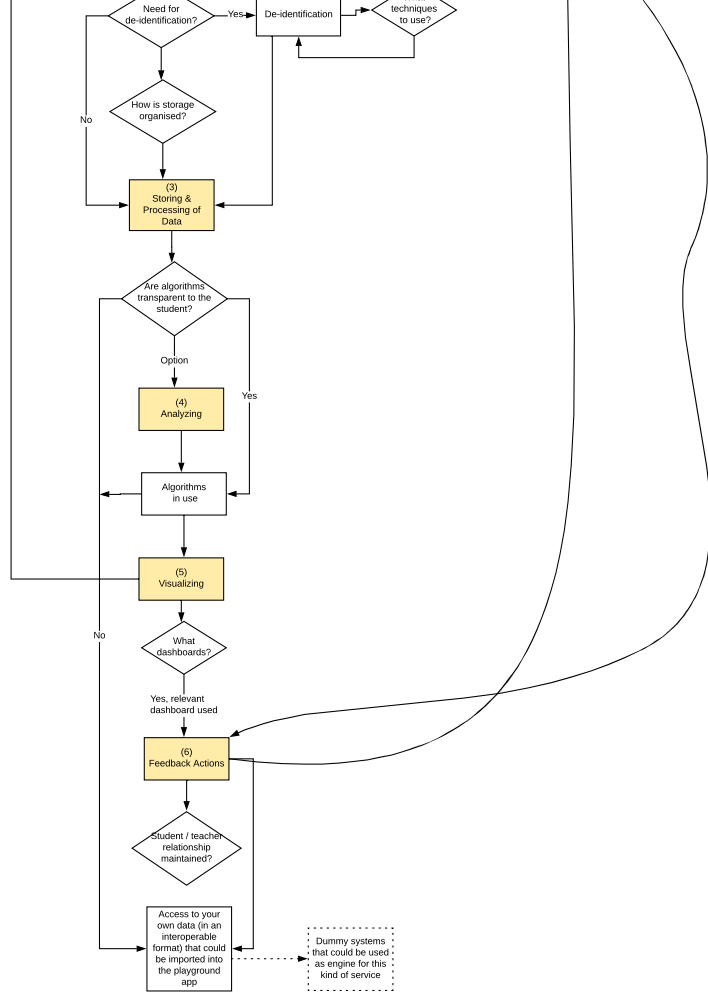 Need for
de-identification?
Yes
De-identification
techniques
to use?
No
How is storage
organised?
(3)
Storing &
Processing of
Data
Are algorithms
transparent to the
student?
Option
Yes
(4)
Analyzing
Algorithms
in use
(5)
Visualizing
No
What
dashboards?
Yes, relevant
dashboard used
(6)
Feedback Actions
Student / teacher
relationship
maintained?
Access to your
own data (in an
interoperable
format) that could
be imported into
the playground
app
Dummy systems
that could be used
as engine for this
kind of service